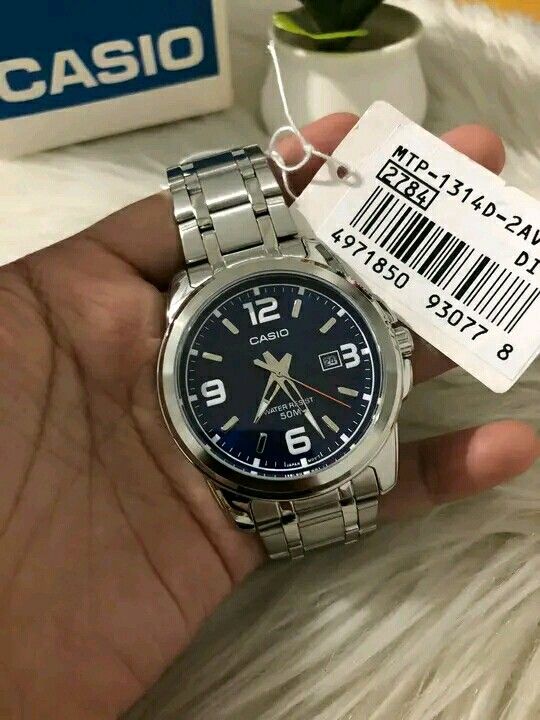 CASIO
MTP-1314D-2AV
2784
DI
4971850 93077 8
12
CASIO
3
9
WATER RESIST
50M
6